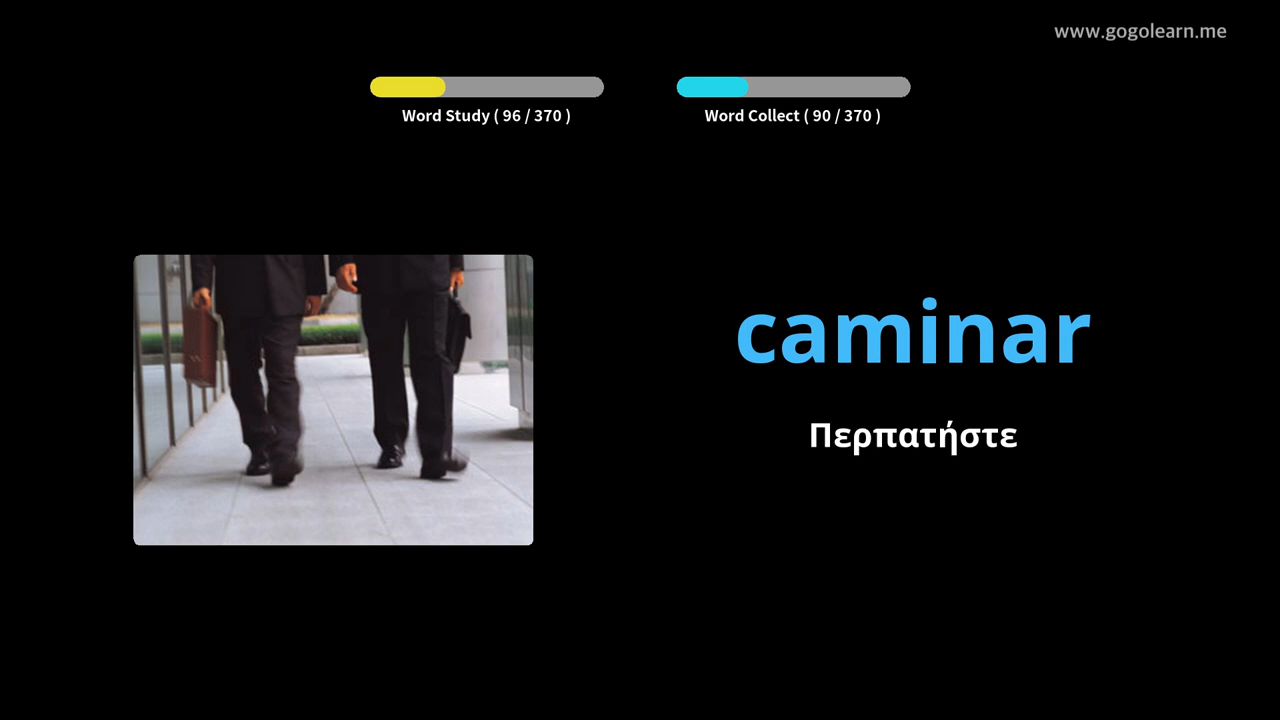 www.gogolearn.me
Word Study ( 96 / 370 )
Word Collect ( 90 / 370 )
caminar
Περπατήστε